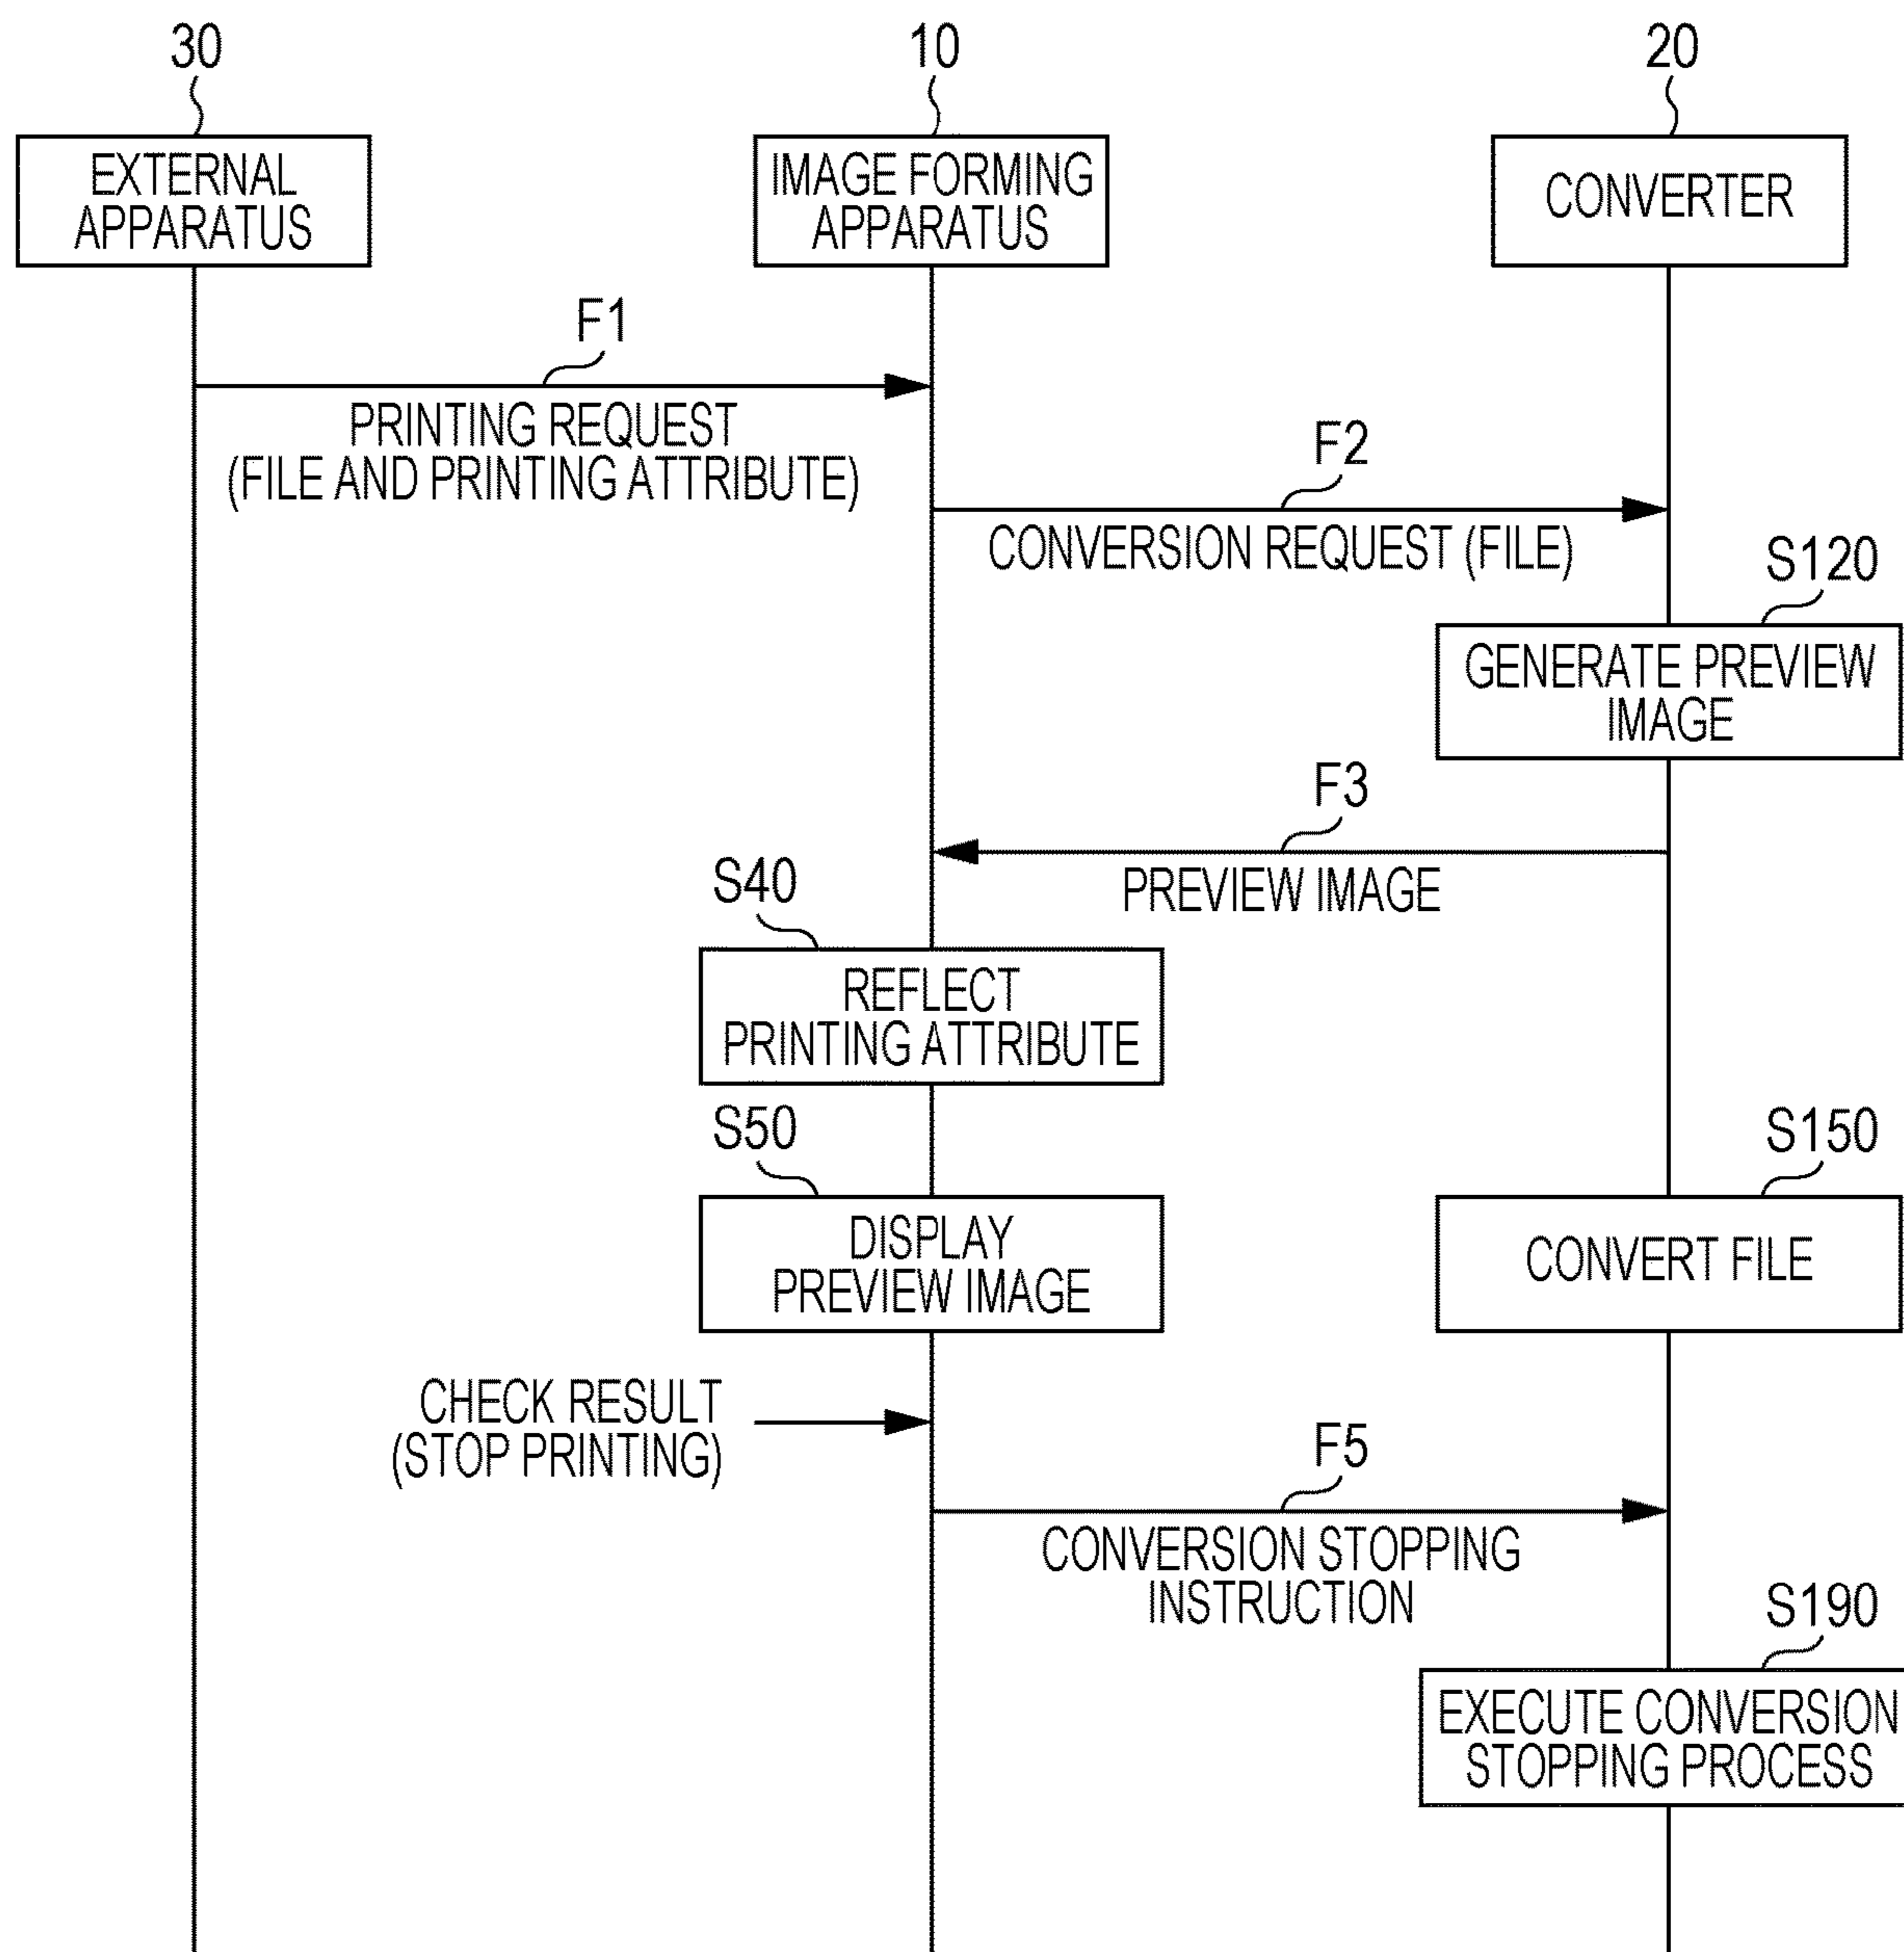 30
10
20
EXTERNAL
APPARATUS
IMAGE FORMING
APPARATUS
CONVERTER
F1
PRINTING REQUEST
(FILE AND PRINTING ATTRIBUTE)
F2
CONVERSION REQUEST (FILE)
S120
GENERATE PREVIEW
IMAGE
F3
PREVIEW IMAGE
S40
REFLECT
PRINTING ATTRIBUTE
S50
DISPLAY
PREVIEW IMAGE
S150
CONVERT FILE
CHECK RESULT
(STOP PRINTING)
F5
CONVERSION STOPPING
INSTRUCTION
S190
EXECUTE CONVERSION
STOPPING PROCESS